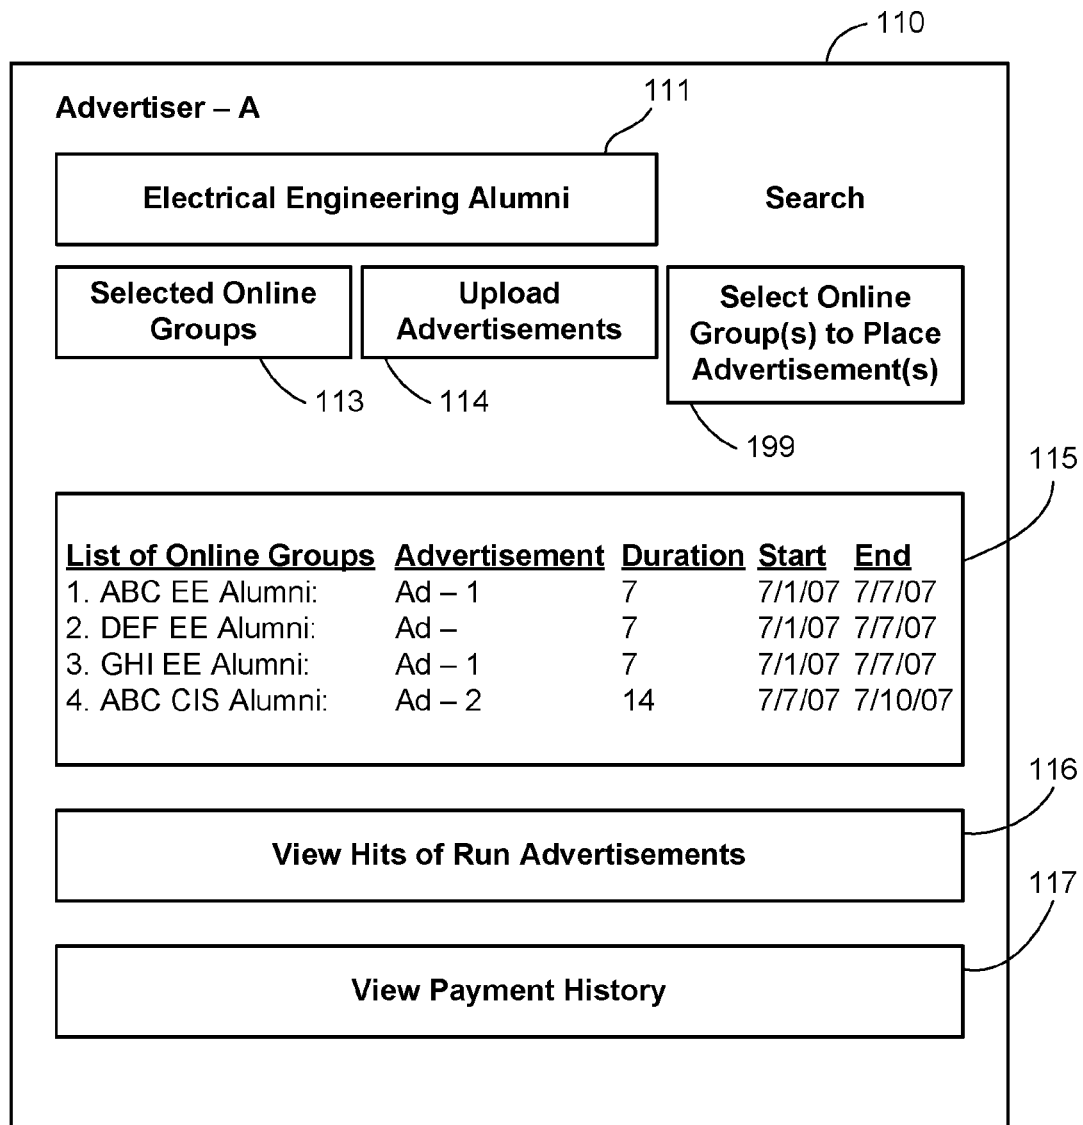 110
Advertiser – A
111
Electrical Engineering Alumni
Search
Selected Online
Groups
Upload
Advertisements
Select Online
Group(s) to Place
Advertisement(s)
113
114
199
115
List of Online Groups Advertisement Duration Start End
1. ABC EE Alumni: Ad – 1 7 7/1/07 7/7/07
2. DEF EE Alumni: Ad – 7 7/1/07 7/7/07
3. GHI EE Alumni: Ad – 1 7 7/1/07 7/7/07
4. ABC CIS Alumni: Ad – 2 14 7/7/07 7/10/07
116
View Hits of Run Advertisements
117
View Payment History